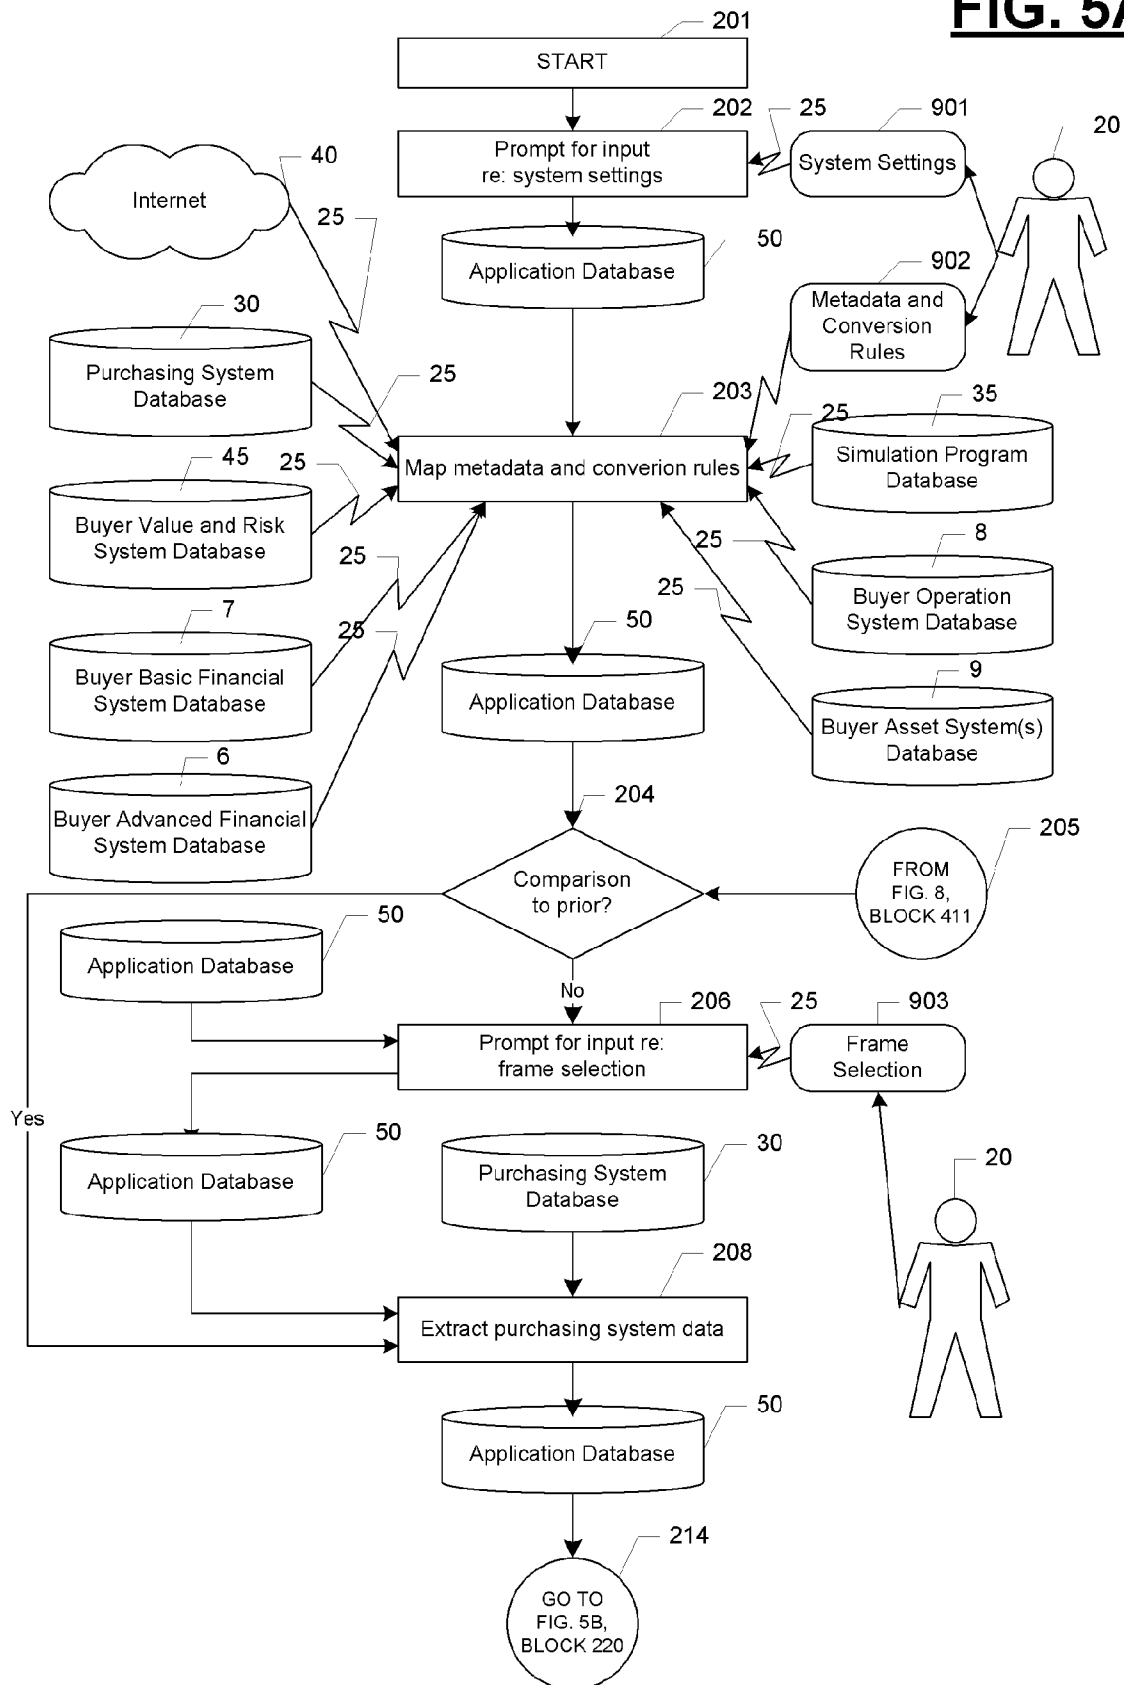 FIG. 5A
201
START
202
25
901
20
Prompt for input
re: system settings
System Settings
40
Internet
25
50
Application Database
902
Metadata and
Conversion
Rules
30
Purchasing System
Database
25
203
35
25
Map metadata and converion rules
Simulation Program
Database
45
25
Buyer Value and Risk
System Database
25
8
25
Buyer Operation
System Database
7
25
25
50
Buyer Basic Financial
System Database
Application Database
9
Buyer Asset System(s)
Database
6
Buyer Advanced Financial
System Database
204
205
Comparison
to prior?
FROM
FIG. 8,
BLOCK 411
50
Application Database
No
206
25
903
Prompt for input re:
frame selection
Frame
Selection
Yes
50
Application Database
30
Purchasing System
Database
20
208
Extract purchasing system data
50
Application Database
214
GO TO
FIG. 5B,
BLOCK 220